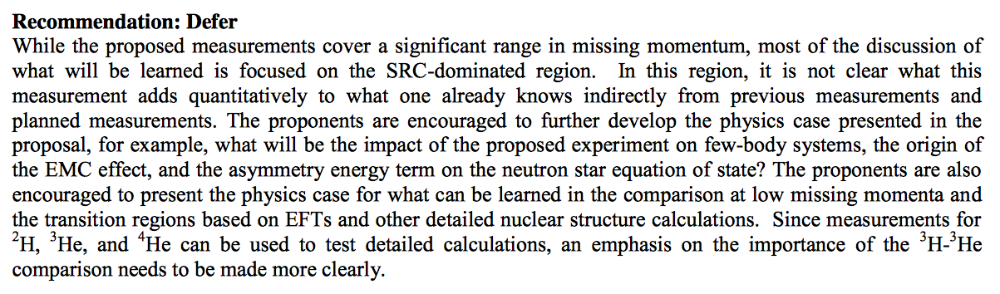 Recommendation: Defer
While the proposed measurements cover a significant range in missing momentum, most of the discussion of
what will be learned is focused on the SRC-dominated region. In this region, it is not clear what this
measurement adds quantitatively to what one already knows indirectly from previous measurements and
planned measurements. The proponents are encouraged to further develop the physics case presented in the
proposal, for example, what will be the impact of the proposed experiment on few-body systems, the origin of
the EMC effect, and the asymmetry energy term on the neutron star equation of state? The proponents are also
encouraged to present the physics case for what can be learned in the comparison at low missing momenta and
the transition regions based on EFTs and other detailed nuclear structure calculations. Since measurements for
²H, ³He, and ⁴He can be used to test detailed calculations, an emphasis on the importance of the ³H-³He
comparison needs to be made more clearly.